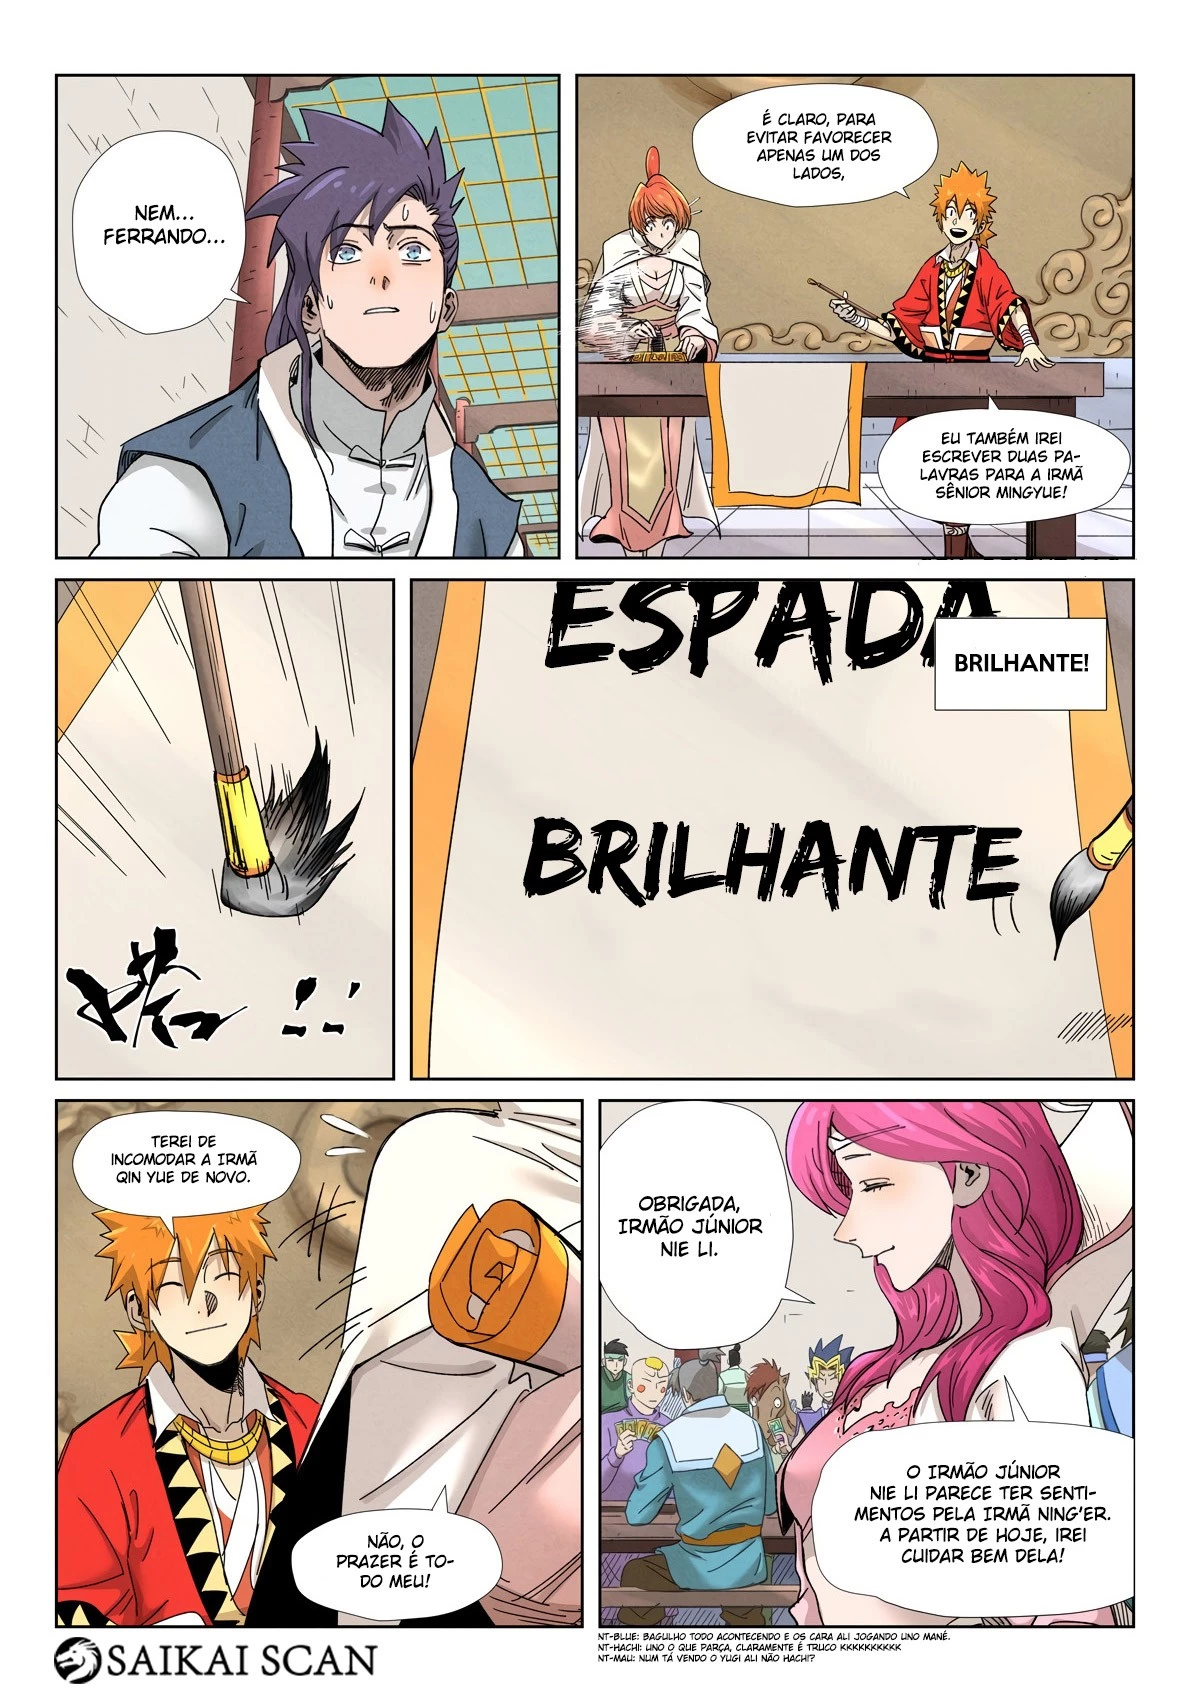 NEM...
FERRANDO...
É CLARO, PARA
EVITAR FAVORECER
APENAS UM DOS
LADOS,
EU TAMBÉM IREI
ESCREVER DUAS PA-
LAVRAS PARA A IRMÃ
SÊNIOR MINGYUE!
ESPADA
BRILHANTE!
BRILHANTE
TEREI DE
INCOMODAR A IRMÃ
QIN YUE DE NOVO.
NÃO, O
PRAZER É TO-
DO MEU!
OBRIGADA,
IRMÃO JÚNIOR
NIE LI.
O IRMÃO JÚNIOR
NIE LI PARECE TER SENTI-
MENTOS PELA IRMÃ NING'ER.
A PARTIR DE HOJE, IREI
CUIDAR BEM DELA!
NT-BLUE: BAGULHO TODO ACONTECENDO E OS CARA ALI JOGANDO UNO MANÉ.
NT-HACHI: UNO O QUE PARÇA, CLARAMENTE É TRUCO KKKKKKKKKK
NT-MAU: NUM TÁ VENDO O YUGI ALI NÃO HACHI?
SAIKAI SCAN